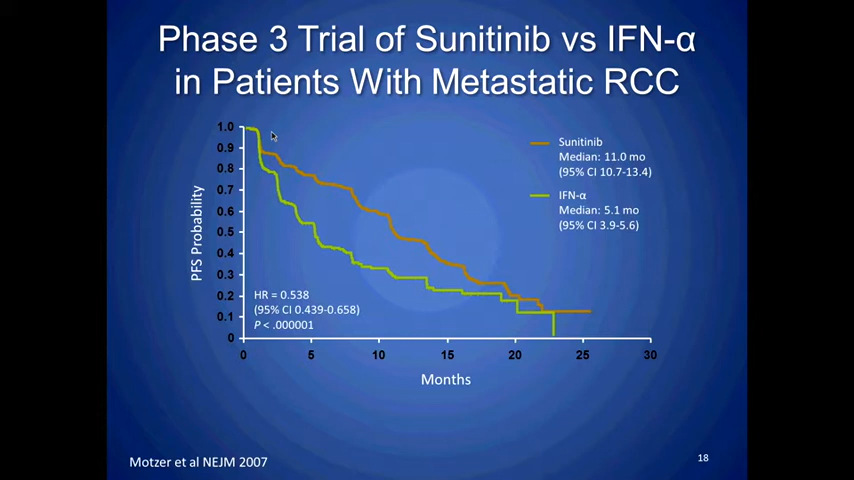 Phase 3 Trial of Sunitinib vs IFN-α
in Patients With Metastatic RCC
PFS Probability
1.0
0.9
0.8
0.7
0.6
0.5
0.4
0.3
0.2
0.1
0
Sunitinib
Median: 11.0 mo
(95% CI 10.7-13.4)
IFN-α
Median: 5.1 mo
(95% CI 3.9-5.6)
HR = 0.538
(95% CI 0.439-0.658)
P < .000001
0 5 10 15 20 25 30
Months
Motzer et al NEJM 2007
18